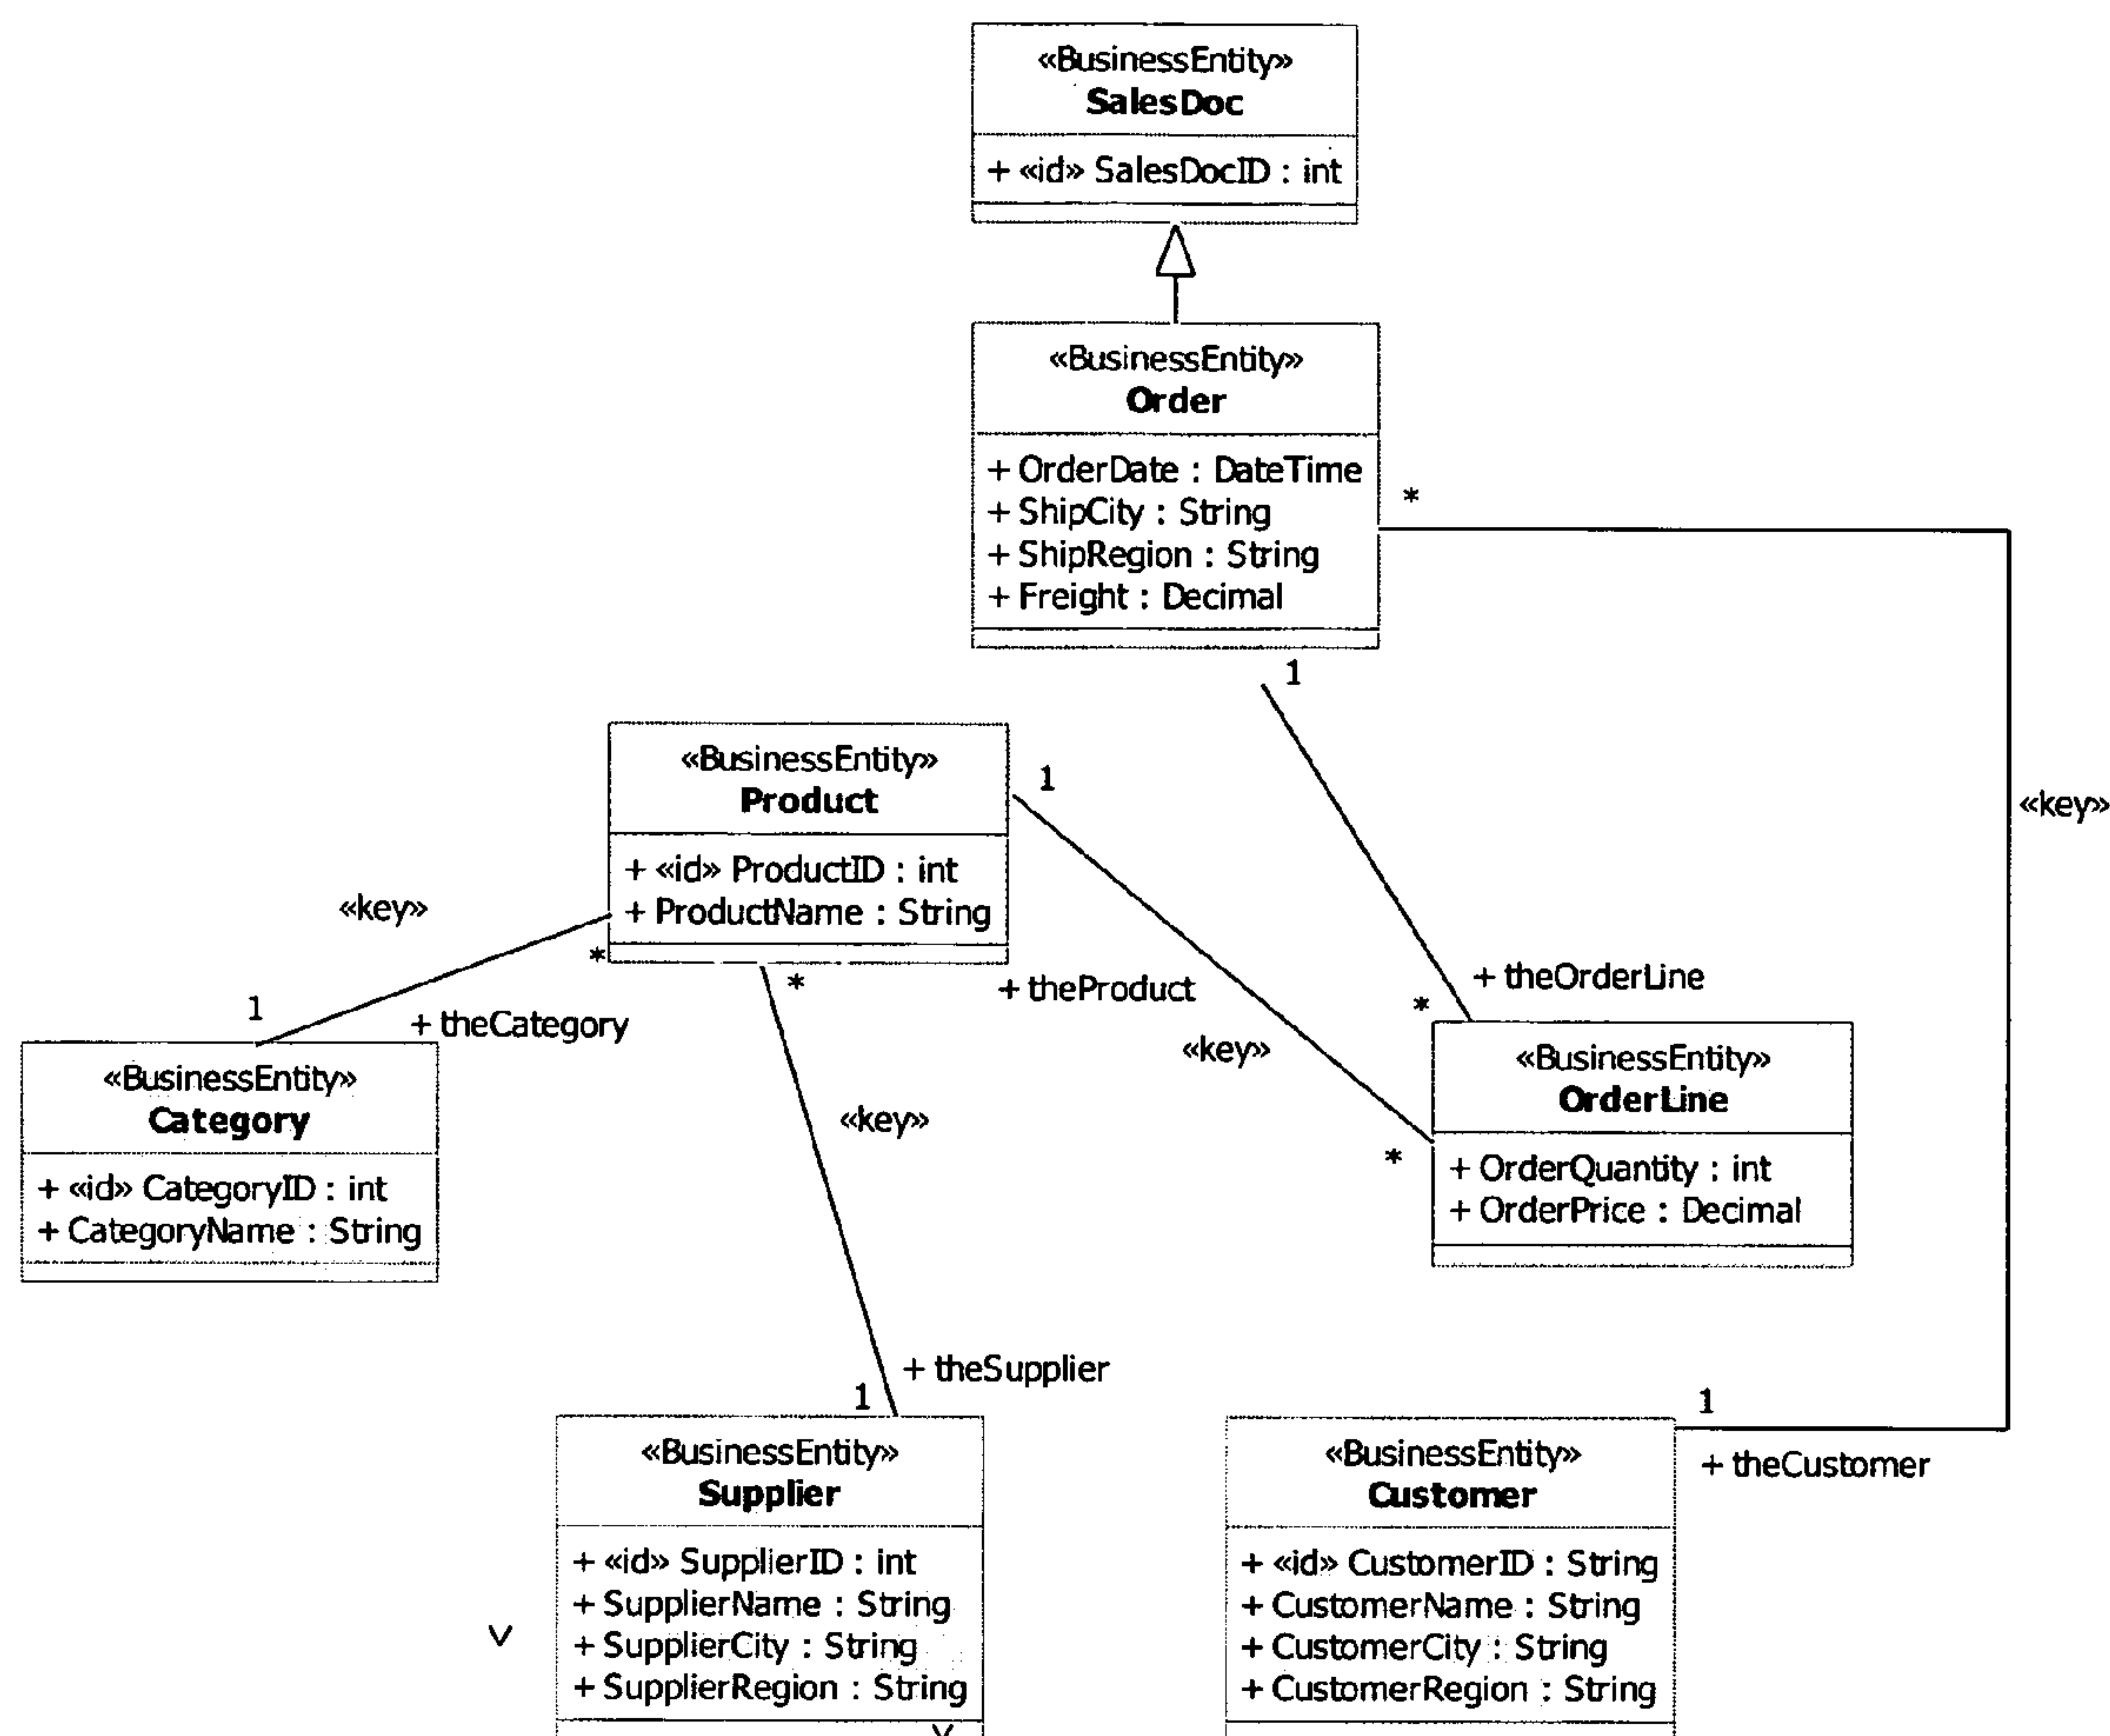 «BusinessEntity»
SalesDoc
+ «id» SalesDocID : int
«BusinessEntity»
Order
+ OrderDate : DateTime
+ ShipCity : String
+ ShipRegion : String
+ Freight : Decimal
*
1
«key»
«BusinessEntity»
Product
+ «id» ProductID : int
+ ProductName : String
1
«key»
*
*
+ theProduct
+ theOrderLine
*
1
+ theCategory
«key»
«BusinessEntity»
Category
+ «id» CategoryID : int
+ CategoryName : String
«key»
*
«BusinessEntity»
OrderLine
+ OrderQuantity : int
+ OrderPrice : Decimal
+ theSupplier
1
1
+ theCustomer
«BusinessEntity»
Supplier
+ «id» SupplierID : int
+ SupplierName : String
+ SupplierCity : String
+ SupplierRegion : String
«BusinessEntity»
Customer
+ «id» CustomerID : String
+ CustomerName : String
+ CustomerCity : String
+ CustomerRegion : String